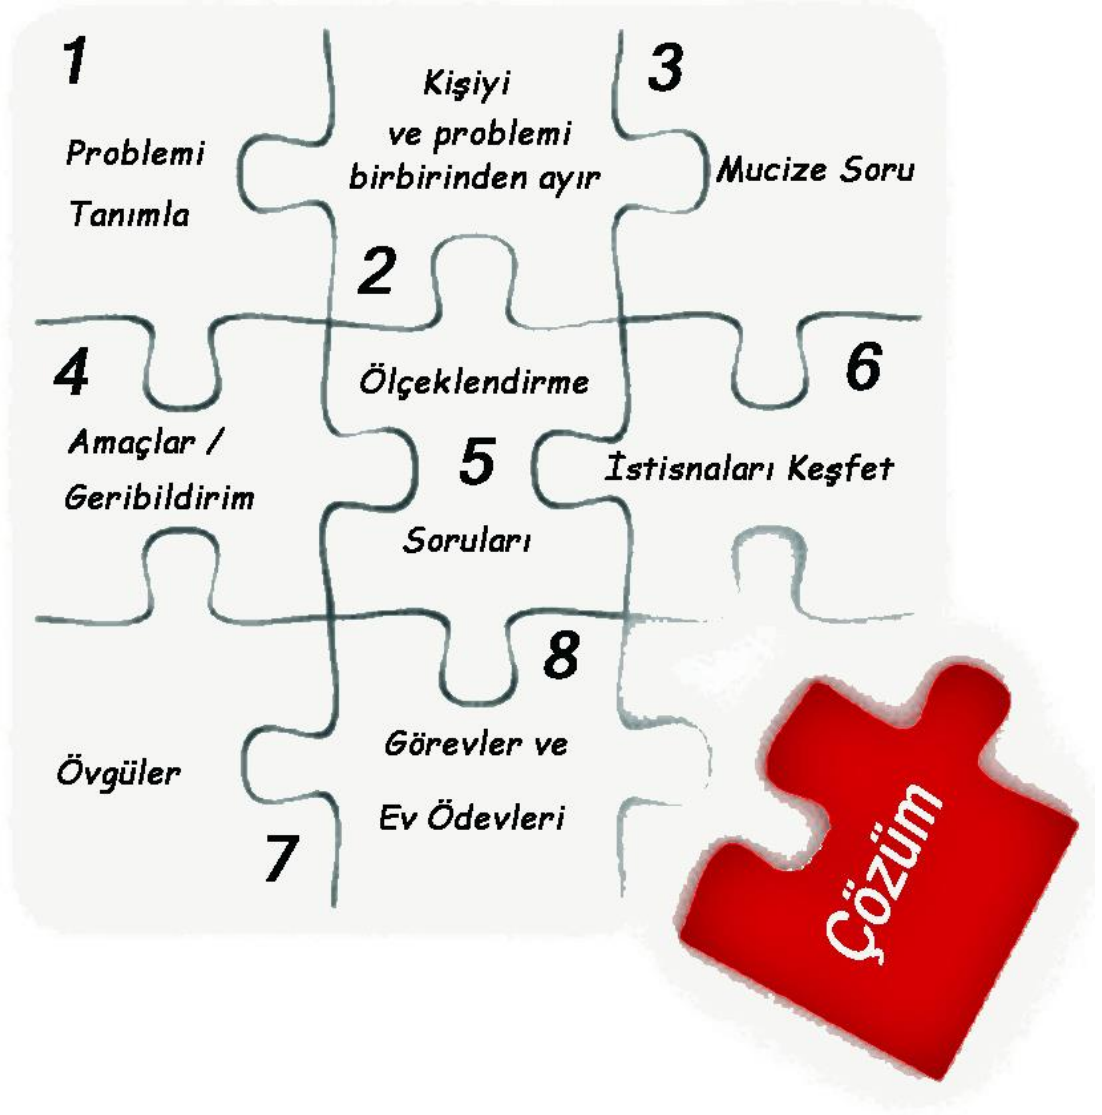 1
Problemi
Tanımla
Kişiyi
ve problemi
birbirinden ayır
2
3
Mucize Soru
4
Amaçlar /
Geribildirim
Ölçeklendirme
5
Soruları
6
İstisnaları Keşfet
Övgüler
7
8
Görevler ve
Ev Ödevleri
Çözüm